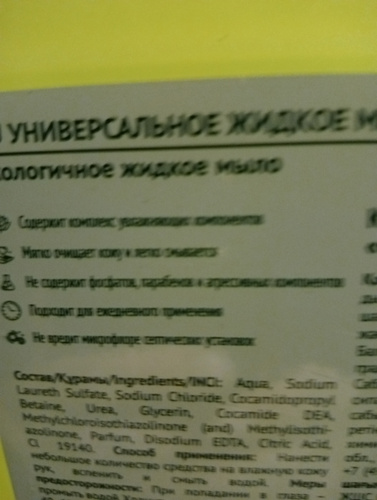 УНИВЕРСАЛЬНОЕ ЖИДКОЕ
кологичное жидкое мыло
Содержит комплекс увлажняющих компонентов
Мягко очищает кожу и легко смывается
Не содержит фосфатов, парабенов и агрессивных компонентов
Подходит для ежедневного применения
Не вредит микрофлоре септических установок
Состав/Курамы/Ingredients/INCI: Aqua, Sodium
Laureth Sulfate, Sodium Chloride, Cocamidopropyl
Betaine, Urea, Glycerin, Cocamide DEA,
Methylchloroisothiazolinone (and) Methylisothi-
azolinone, Parfum, Disodium EDTA, Citric Acid,
CI 19140. Способ применения: Нанести
небольшое количество средства на влажную кожу
рук, вспенить и смыть водой. Меры
предосторожности: При попадании в глаза
промыть водой